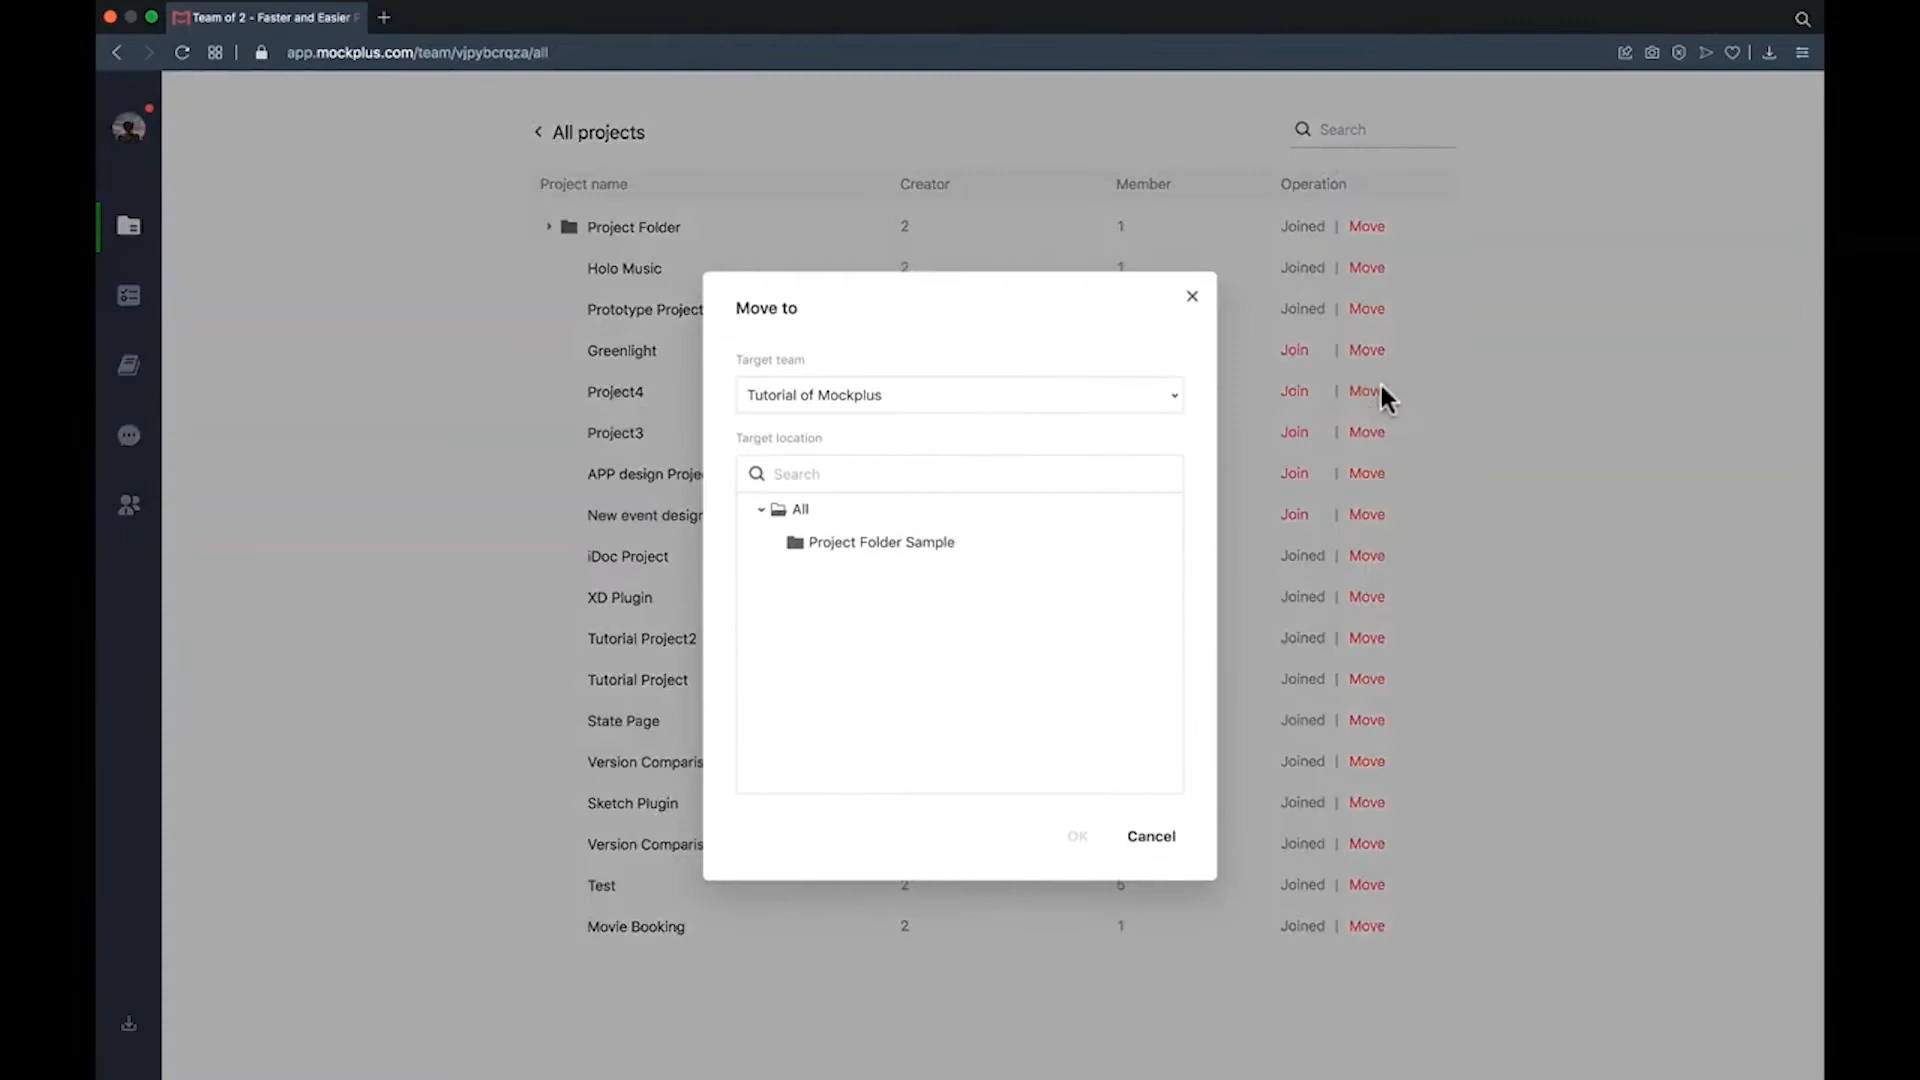 Team of 2 - Faster and Easier
app.mockplus.com/team/vjpybcrqza/all
All projects
Search
Project name Creator Member Operation
Project Folder 2 1 Joined | Move
Holo Music 2 1 Joined | Move
Prototype Project Joined | Move
Greenlight Join | Move
Project4 Join | Move
Project3 Join | Move
APP design Proje Join | Move
New event design Join | Move
iDoc Project Joined | Move
XD Plugin Joined | Move
Tutorial Project2 Joined | Move
Tutorial Project Joined | Move
State Page Joined | Move
Version Comparis Joined | Move
Sketch Plugin Joined | Move
Version Comparis Joined | Move
Test 2 Joined | Move
Movie Booking 2 1 Joined | Move
Move to
Target team
Tutorial of Mockplus
Target location
Search
All
Project Folder Sample
OK Cancel